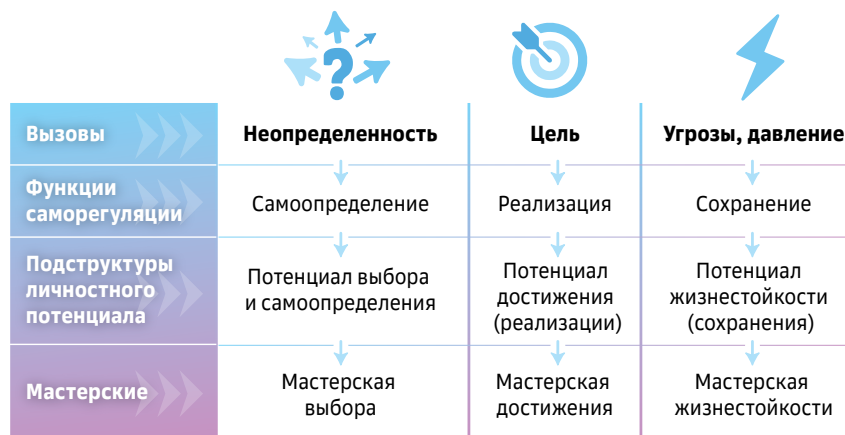 ?
Вызовы
Неопределенность
Цель
Угрозы, давление
Функции
саморегуляции
Самоопределение
Реализация
Сохранение
Подструктуры
личностного
потенциала
Потенциал выбора
и самоопределения
Потенциал
достижения
(реализации)
Потенциал
жизнестойкости
(сохранения)
Мастерские
Мастерская
выбора
Мастерская
достижения
Мастерская
жизнестойкости